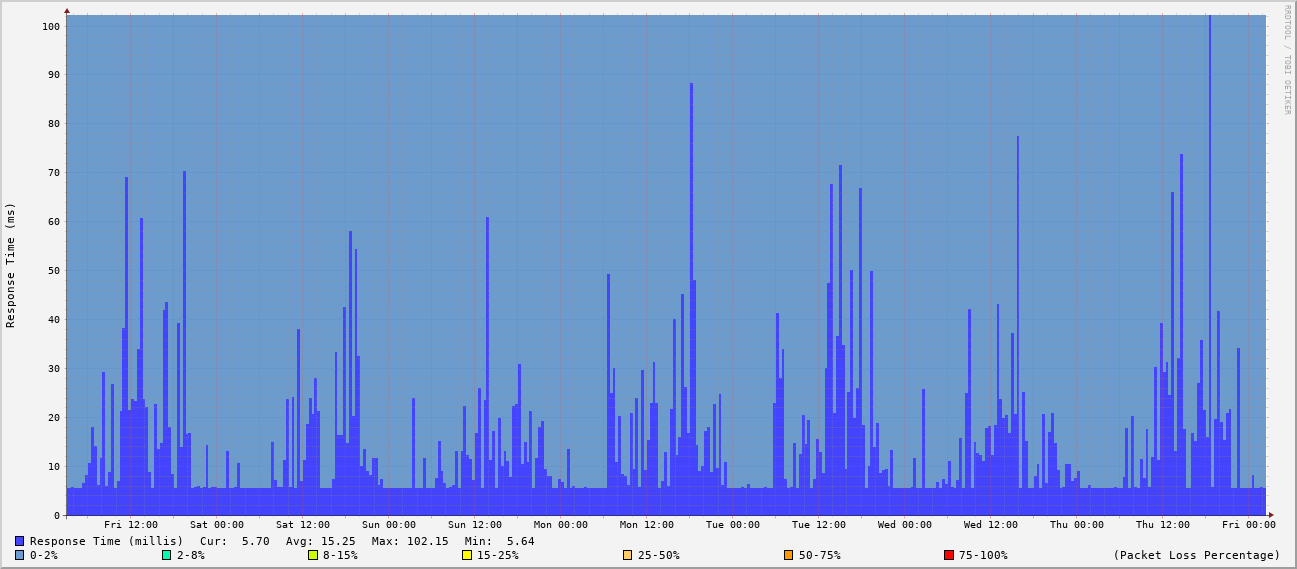 RRDTOOL / TOBI OETIKER
Response Time (ms)
100
90
80
70
60
50
40
30
20
10
0
Fri 12:00 Sat 00:00 Sat 12:00 Sun 00:00 Sun 12:00 Mon 00:00 Mon 12:00 Tue 00:00 Tue 12:00 Wed 00:00 Wed 12:00 Thu 00:00 Thu 12:00 Fri 00:00
Response Time (millis) Cur: 5.70 Avg: 15.25 Max: 102.15 Min: 5.64
0-2% 2-8% 8-15% 15-25% 25-50% 50-75% 75-100% (Packet Loss Percentage)